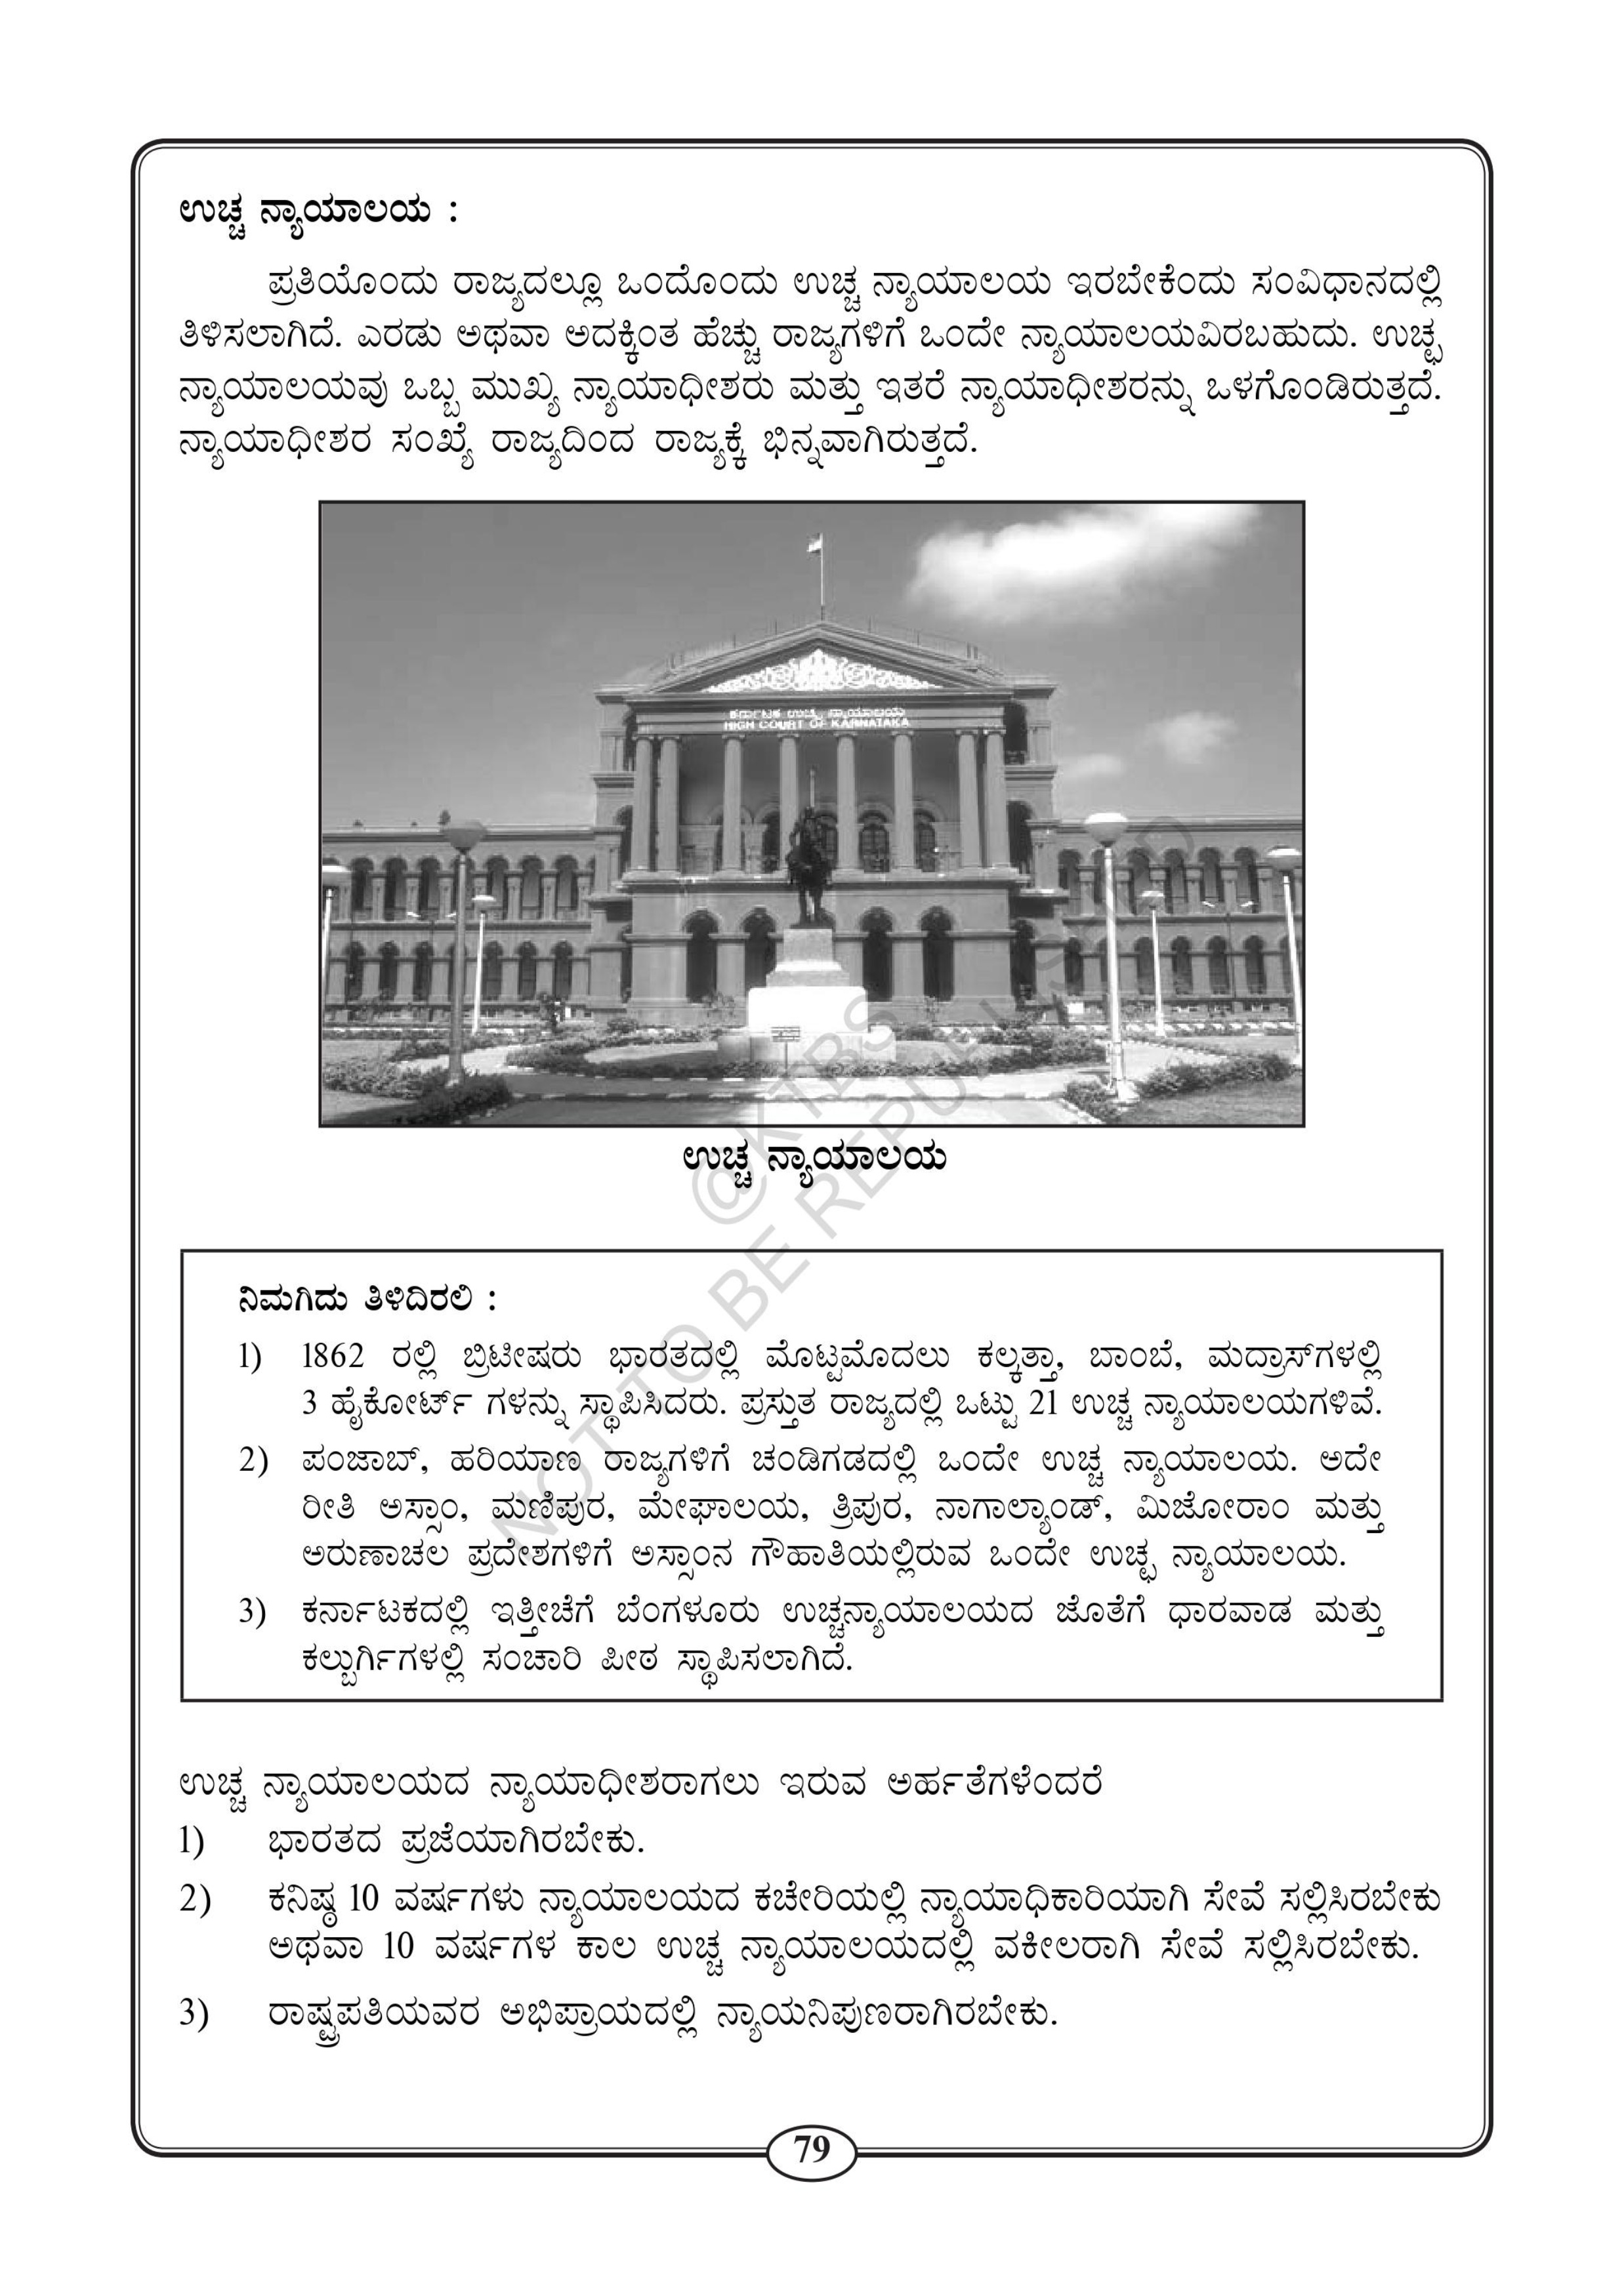 ಉಚ್ಚ ನ್ಯಾಯಾಲಯ :
ಪ್ರತಿಯೊಂದು ರಾಜ್ಯದಲ್ಲೂ ಒಂದೊಂದು ಉಚ್ಚ ನ್ಯಾಯಾಲಯ ಇರಬೇಕೆಂದು ಸಂವಿಧಾನದಲ್ಲಿ
ತಿಳಿಸಲಾಗಿದೆ. ಎರಡು ಅಥವಾ ಅದಕ್ಕಿಂತ ಹೆಚ್ಚು ರಾಜ್ಯಗಳಿಗೆ ಒಂದೇ ನ್ಯಾಯಾಲಯವಿರಬಹುದು. ಉಚ್ಛ
ನ್ಯಾಯಾಲಯವು ಒಬ್ಬ ಮುಖ್ಯ ನ್ಯಾಯಾಧೀಶರು ಮತ್ತು ಇತರೆ ನ್ಯಾಯಾಧೀಶರನ್ನು ಒಳಗೊಂಡಿರುತ್ತದೆ.
ನ್ಯಾಯಾಧೀಶರ ಸಂಖ್ಯೆ ರಾಜ್ಯದಿಂದ ರಾಜ್ಯಕ್ಕೆ ಭಿನ್ನವಾಗಿರುತ್ತದೆ.
ಕರ್ನಾಟಕ ಉಚ್ಚ ನ್ಯಾಯಾಲಯ
HIGH COURT OF KARNATAKA
ಉಚ್ಚ ನ್ಯಾಯಾಲಯ
@KTBS
NOT TO BE REPUBLISHED
ನಿಮಗಿದು ತಿಳಿದಿರಲಿ :
1) 1862 ರಲ್ಲಿ ಬ್ರಿಟೀಷರು ಭಾರತದಲ್ಲಿ ಮೊಟ್ಟಮೊದಲು ಕಲ್ಕತ್ತಾ, ಬಾಂಬೆ, ಮದ್ರಾಸ್‌ಗಳಲ್ಲಿ
3 ಹೈಕೋರ್ಟ್ ಗಳನ್ನು ಸ್ಥಾಪಿಸಿದರು. ಪ್ರಸ್ತುತ ರಾಜ್ಯದಲ್ಲಿ ಒಟ್ಟು 21 ಉಚ್ಚ ನ್ಯಾಯಾಲಯಗಳಿವೆ.
2) ಪಂಜಾಬ್, ಹರಿಯಾಣ ರಾಜ್ಯಗಳಿಗೆ ಚಂಡಿಗಡದಲ್ಲಿ ಒಂದೇ ಉಚ್ಚ ನ್ಯಾಯಾಲಯ. ಅದೇ
ರೀತಿ ಅಸ್ಸಾಂ, ಮಣಿಪುರ, ಮೇಘಾಲಯ, ತ್ರಿಪುರ, ನಾಗಾಲ್ಯಾಂಡ್, ಮಿಜೋರಾಂ ಮತ್ತು
ಅರುಣಾಚಲ ಪ್ರದೇಶಗಳಿಗೆ ಅಸ್ಸಾಂನ ಗೌಹಾತಿಯಲ್ಲಿರುವ ಒಂದೇ ಉಚ್ಛ ನ್ಯಾಯಾಲಯ.
3) ಕರ್ನಾಟಕದಲ್ಲಿ ಇತ್ತೀಚೆಗೆ ಬೆಂಗಳೂರು ಉಚ್ಚನ್ಯಾಯಾಲಯದ ಜೊತೆಗೆ ಧಾರವಾಡ ಮತ್ತು
ಕಲ್ಬುರ್ಗಿಗಳಲ್ಲಿ ಸಂಚಾರಿ ಪೀಠ ಸ್ಥಾಪಿಸಲಾಗಿದೆ.
ಉಚ್ಚ ನ್ಯಾಯಾಲಯದ ನ್ಯಾಯಾಧೀಶರಾಗಲು ಇರುವ ಅರ್ಹತೆಗಳೆಂದರೆ
1) ಭಾರತದ ಪ್ರಜೆಯಾಗಿರಬೇಕು.
2) ಕನಿಷ್ಠ 10 ವರ್ಷಗಳು ನ್ಯಾಯಾಲಯದ ಕಚೇರಿಯಲ್ಲಿ ನ್ಯಾಯಾಧಿಕಾರಿಯಾಗಿ ಸೇವೆ ಸಲ್ಲಿಸಿರಬೇಕು
ಅಥವಾ 10 ವರ್ಷಗಳ ಕಾಲ ಉಚ್ಚ ನ್ಯಾಯಾಲಯದಲ್ಲಿ ವಕೀಲರಾಗಿ ಸೇವೆ ಸಲ್ಲಿಸಿರಬೇಕು.
3) ರಾಷ್ಟ್ರಪತಿಯವರ ಅಭಿಪ್ರಾಯದಲ್ಲಿ ನ್ಯಾಯನಿಪುಣರಾಗಿರಬೇಕು.
79